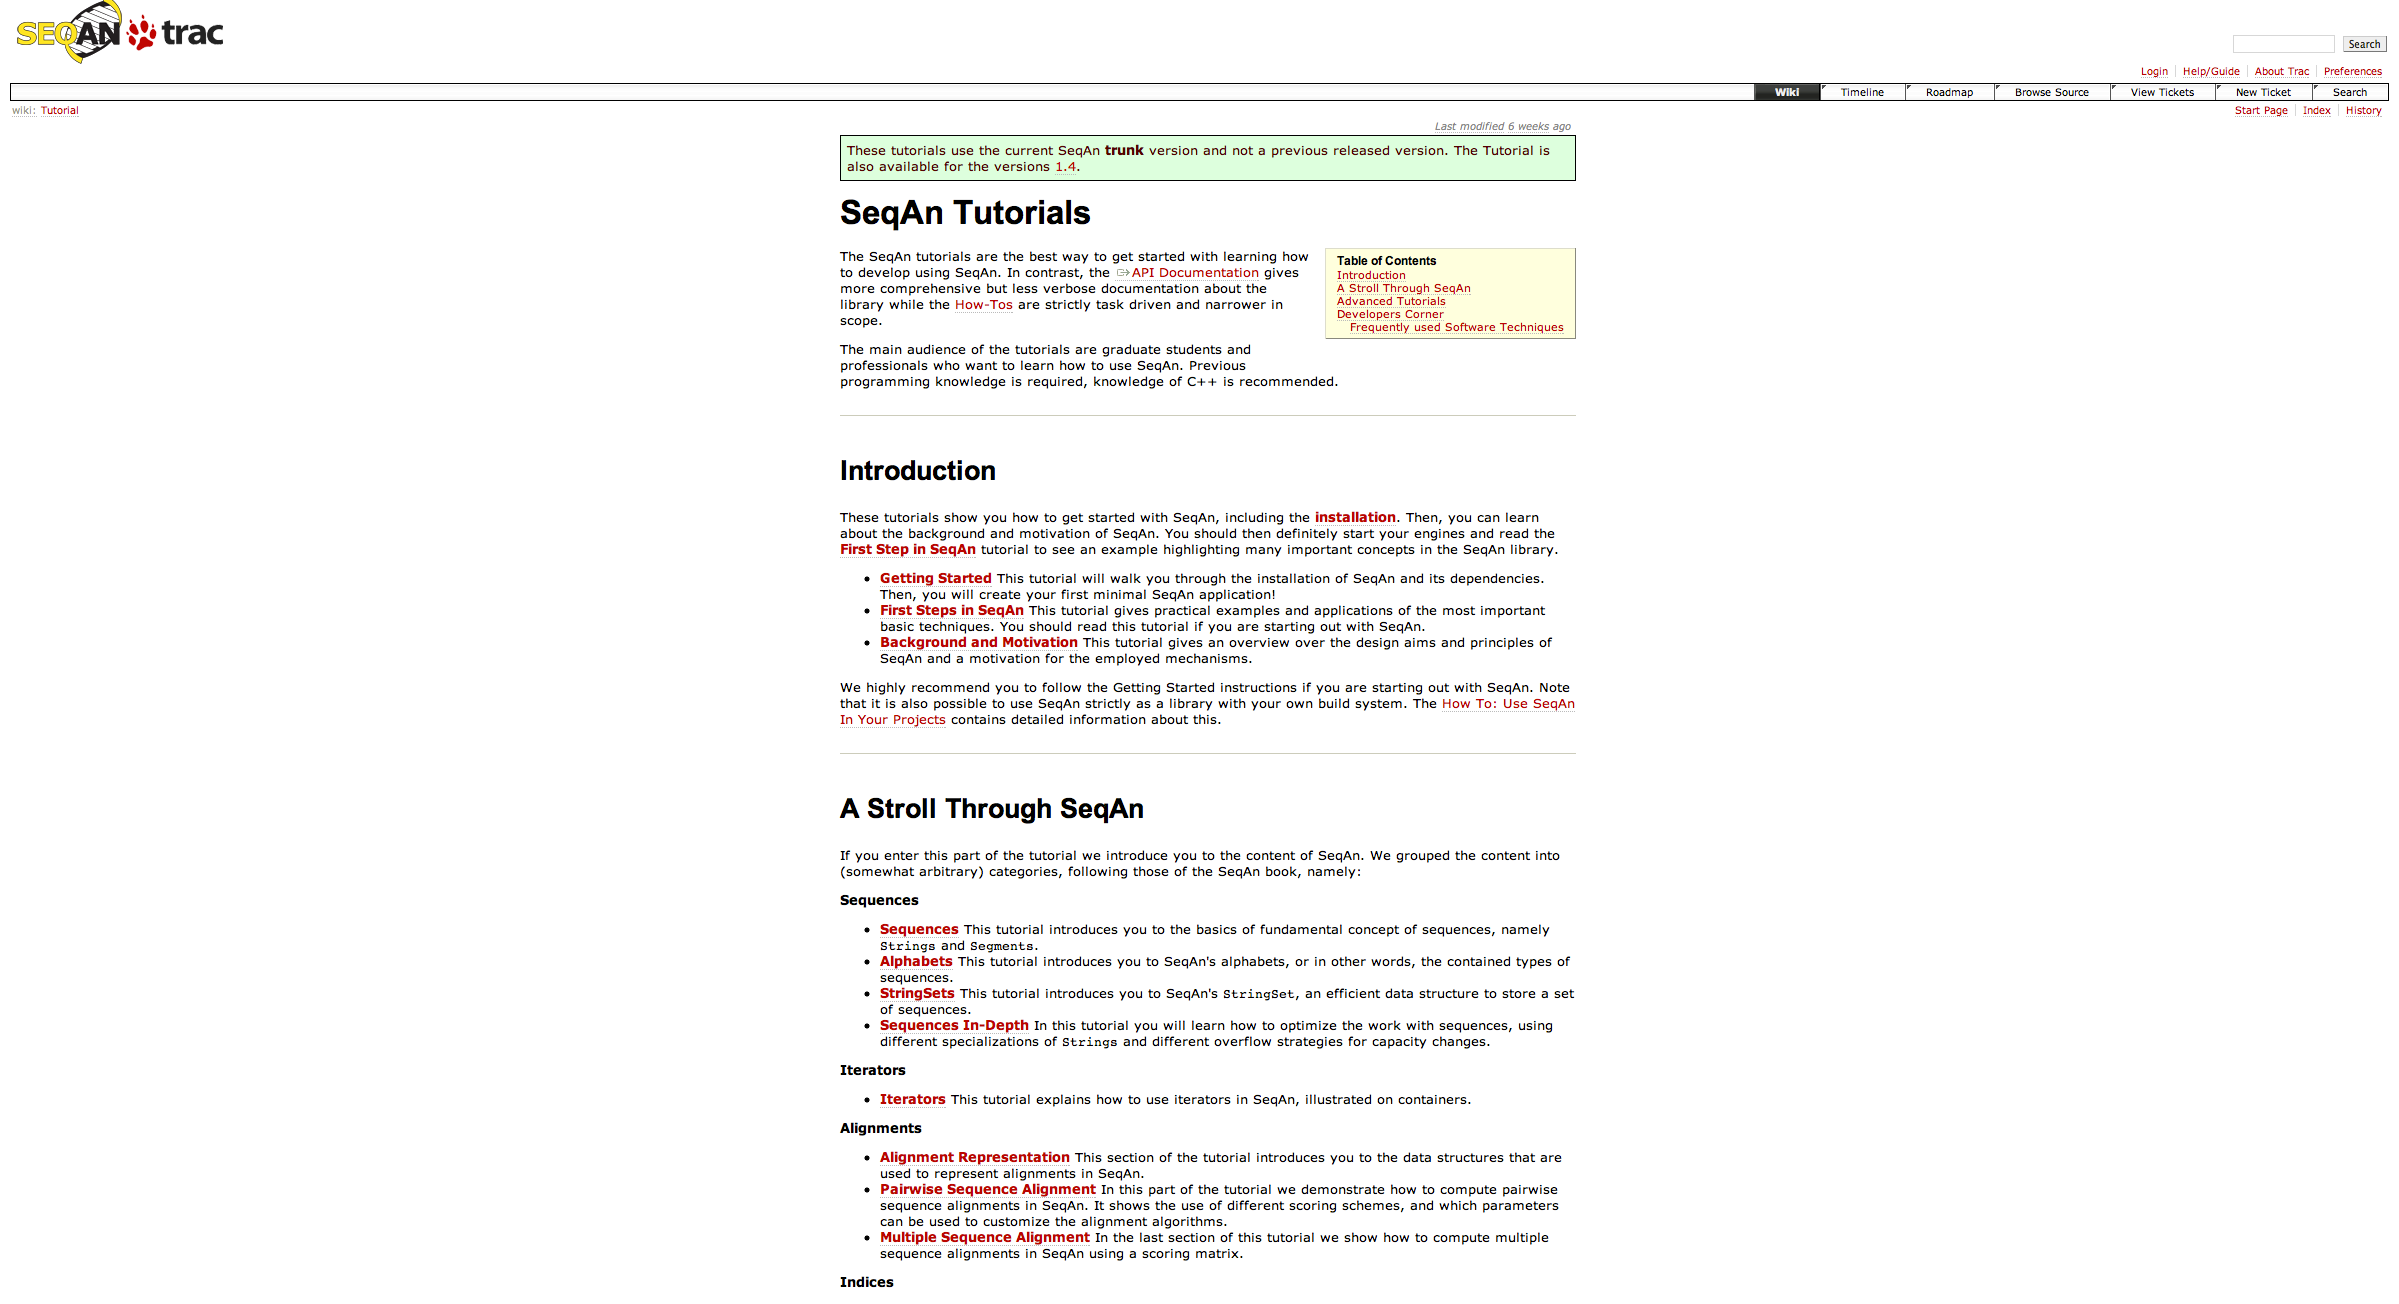 SEQAN trac
Search
Login Help/Guide About Trac Preferences
Wiki Timeline Roadmap Browse Source View Tickets New Ticket Search
wiki: Tutorial
Start Page Index History
Last modified 6 weeks ago
These tutorials use the current SeqAn trunk version and not a previous released version. The Tutorial is
also available for the versions 1.4.
SeqAn Tutorials
The SeqAn tutorials are the best way to get started with learning how
to develop using SeqAn. In contrast, the API Documentation gives
more comprehensive but less verbose documentation about the
library while the How-Tos are strictly task driven and narrower in
scope.
Table of Contents
Introduction
A Stroll Through SeqAn
Advanced Tutorials
Developers Corner
Frequently used Software Techniques
The main audience of the tutorials are graduate students and
professionals who want to learn how to use SeqAn. Previous
programming knowledge is required, knowledge of C++ is recommended.
Introduction
These tutorials show you how to get started with SeqAn, including the installation. Then, you can learn
about the background and motivation of SeqAn. You should then definitely start your engines and read the
First Step in SeqAn tutorial to see an example highlighting many important concepts in the SeqAn library.
• Getting Started This tutorial will walk you through the installation of SeqAn and its dependencies.
Then, you will create your first minimal SeqAn application!
• First Steps in SeqAn This tutorial gives practical examples and applications of the most important
basic techniques. You should read this tutorial if you are starting out with SeqAn.
• Background and Motivation This tutorial gives an overview over the design aims and principles of
SeqAn and a motivation for the employed mechanisms.
We highly recommend you to follow the Getting Started instructions if you are starting out with SeqAn. Note
that it is also possible to use SeqAn strictly as a library with your own build system. The How To: Use SeqAn
In Your Projects contains detailed information about this.
A Stroll Through SeqAn
If you enter this part of the tutorial we introduce you to the content of SeqAn. We grouped the content into
(somewhat arbitrary) categories, following those of the SeqAn book, namely:
Sequences
• Sequences This tutorial introduces you to the basics of fundamental concept of sequences, namely
Strings and Segments.
• Alphabets This tutorial introduces you to SeqAn's alphabets, or in other words, the contained types of
sequences.
• StringSets This tutorial introduces you to SeqAn's StringSet, an efficient data structure to store a set
of sequences.
• Sequences In-Depth In this tutorial you will learn how to optimize the work with sequences, using
different specializations of Strings and different overflow strategies for capacity changes.
Iterators
• Iterators This tutorial explains how to use iterators in SeqAn, illustrated on containers.
Alignments
• Alignment Representation This section of the tutorial introduces you to the data structures that are
used to represent alignments in SeqAn.
• Pairwise Sequence Alignment In this part of the tutorial we demonstrate how to compute pairwise
sequence alignments in SeqAn. It shows the use of different scoring schemes, and which parameters
can be used to customize the alignment algorithms.
• Multiple Sequence Alignment In the last section of this tutorial we show how to compute multiple
sequence alignments in SeqAn using a scoring matrix.
Indices